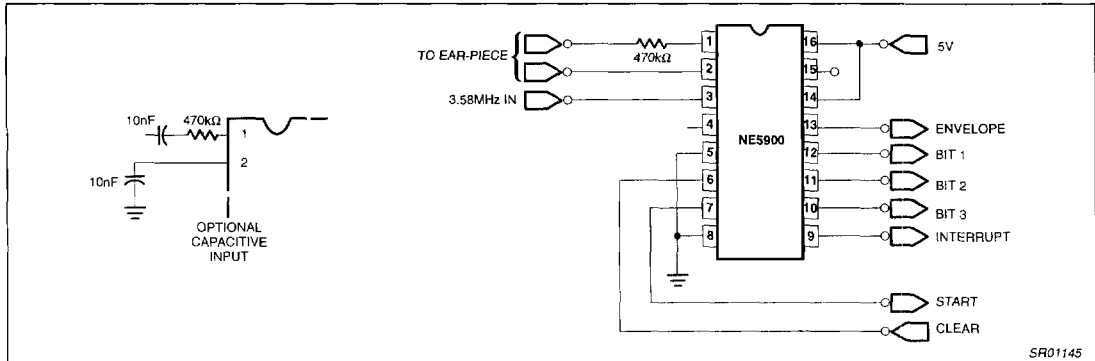 10nF
470kΩ
1
2
10nF
OPTIONAL
CAPACITIVE
INPUT
TO EAR-PIECE
470kΩ
3.58MHz IN
NE5900
1
2
3
4
5
6
7
8
16
15
14
13
12
11
10
9
5V
ENVELOPE
BIT 1
BIT 2
BIT 3
INTERRUPT
START
CLEAR
SR01145